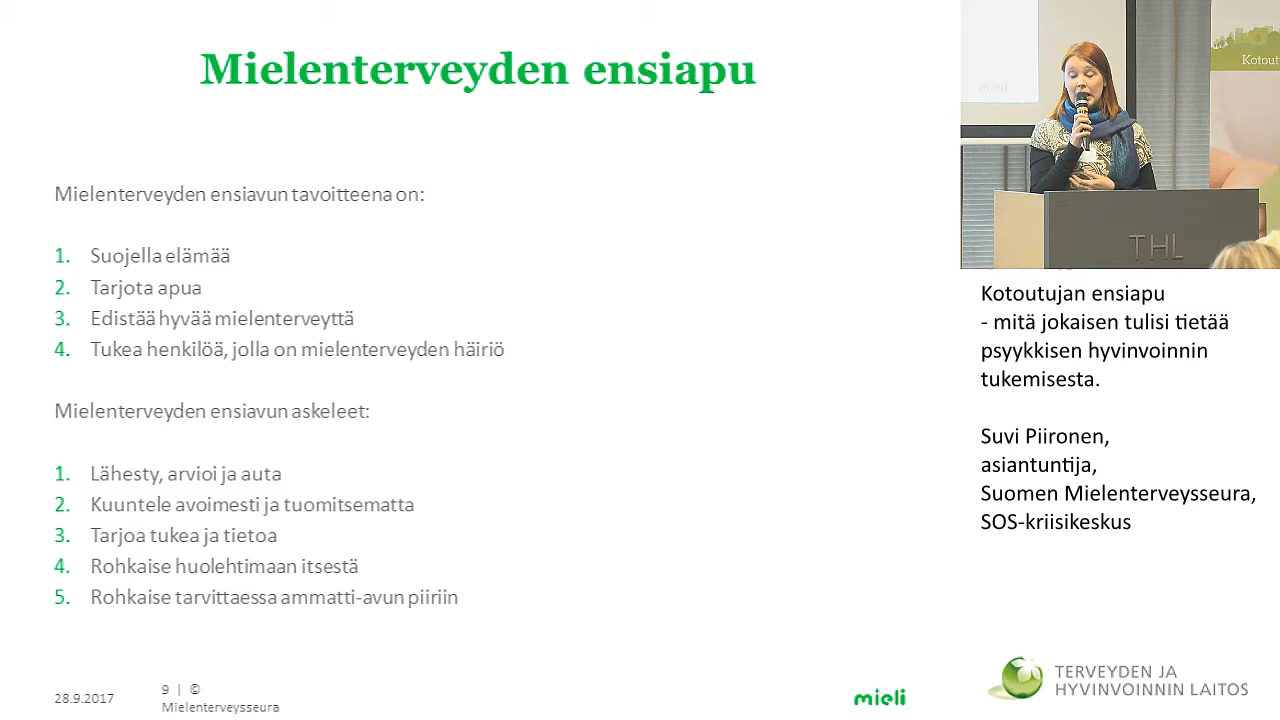 Mielenterveyden ensiapu
Mielenterveyden ensiavun tavoitteena on:
1. Suojella elämää
2. Tarjota apua
3. Edistää hyvää mielenterveyttä
4. Tukea henkilöä, jolla on mielenterveyden häiriö
Mielenterveyden ensiavun askeleet:
1. Lähesty, arvioi ja auta
2. Kuuntele avoimesti ja tuomitsematta
3. Tarjoa tukea ja tietoa
4. Rohkaise huolehtimaan itsestä
5. Rohkaise tarvittaessa ammatti-avun piiriin
28.9.2017
9 | ©
Mielenterveysseura
mieli
mieli
Kotout
THL
Kotoutujan ensiapu
- mitä jokaisen tulisi tietää
psyykkisen hyvinvoinnin
tukemisesta.
Suvi Piironen,
asiantuntija,
Suomen Mielenterveysseura,
SOS-kriisikeskus
TERVEYDEN JA
HYVINVOINNIN LAITOS